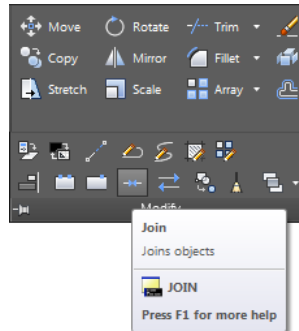 Move Rotate Trim
Copy Mirror Fillet
Stretch Scale Array
Modify
Join
Joins objects
JOIN
Press F1 for more help